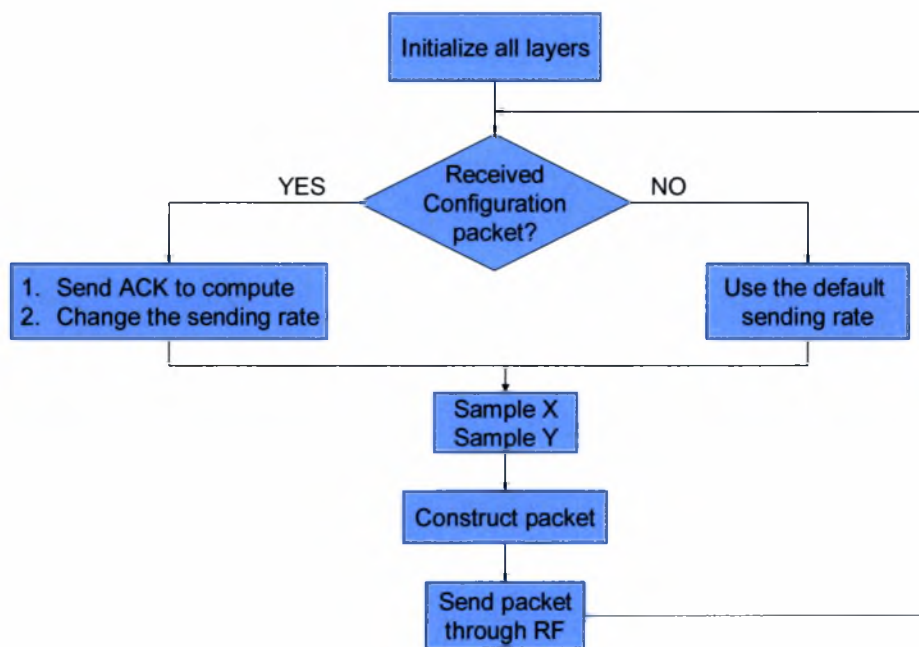 Initialize all layers
Received
Configuration
packet?
YES
NO
1. Send ACK to compute
2. Change the sending rate
Use the default
sending rate
Sample X
Sample Y
Construct packet
Send packet
through RF